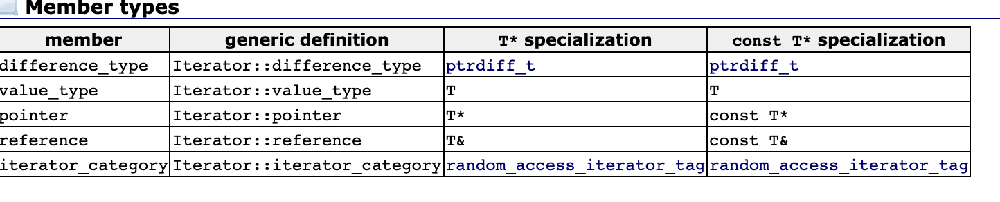 Member types
member generic definition T* specialization const T* specialization
difference_type Iterator::difference_type ptrdiff_t ptrdiff_t
value_type Iterator::value_type T T
pointer Iterator::pointer T* const T*
reference Iterator::reference T& const T&
iterator_category Iterator::iterator_category random_access_iterator_tag random_access_iterator_tag